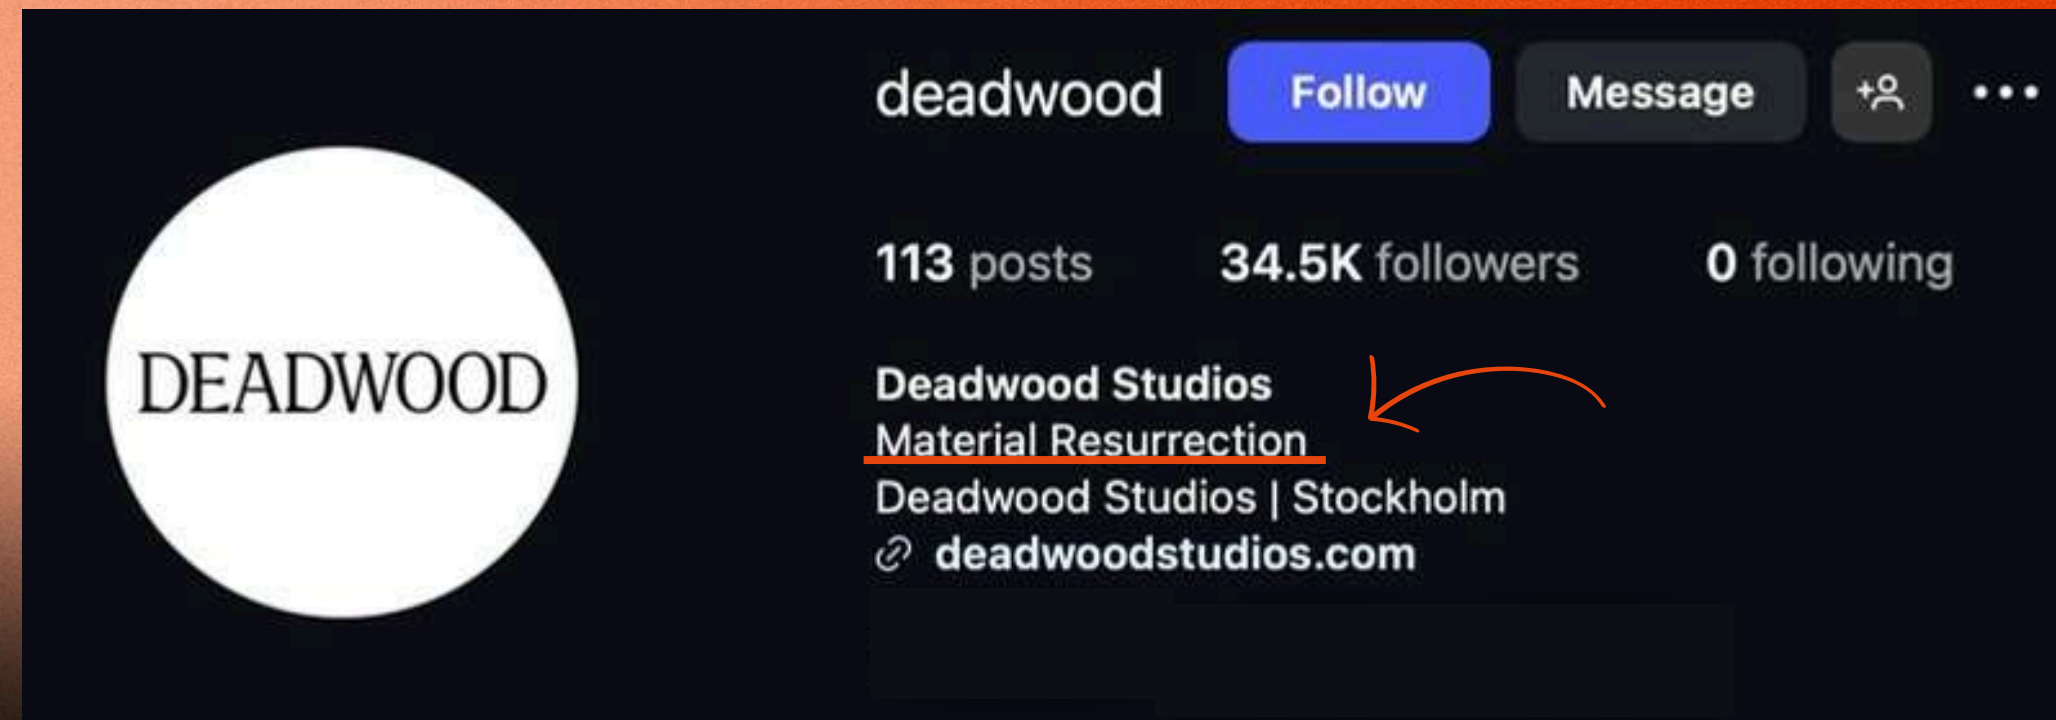 deadwood Follow Message
113 posts 34.5K followers 0 following
DEADWOOD
Deadwood Studios
Material Resurrection
Deadwood Studios | Stockholm
deadwoodstudios.com